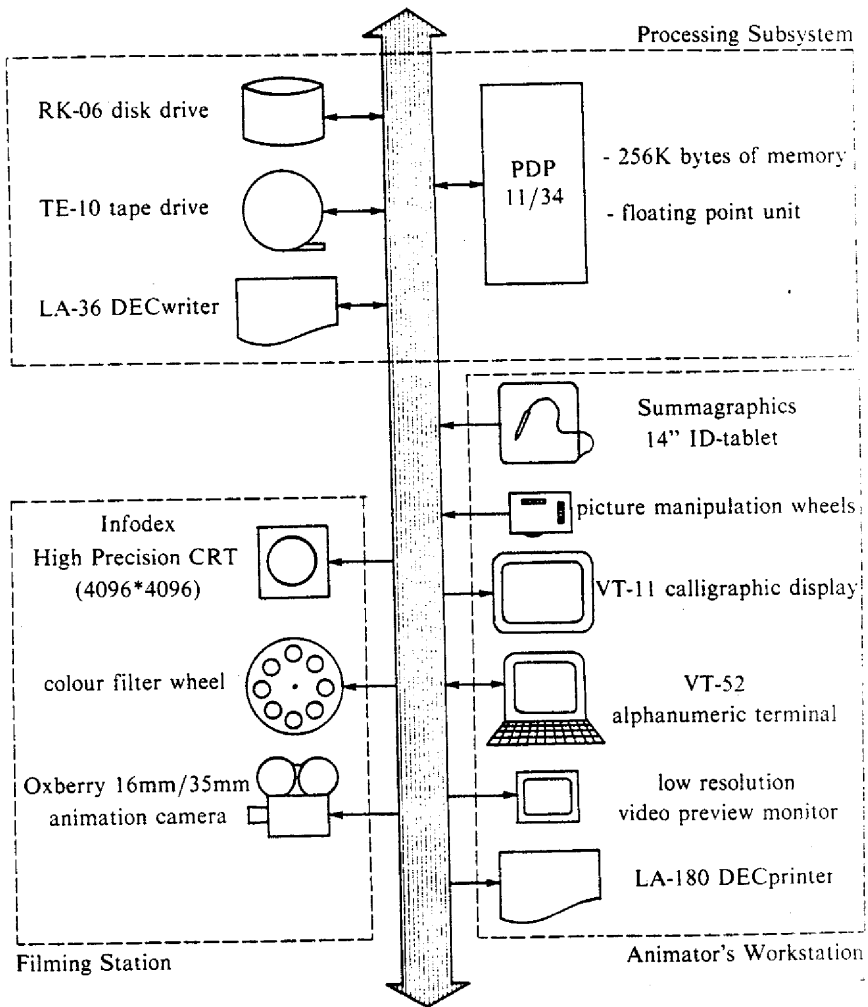 Processing Subsystem
RK-06 disk drive
TE-10 tape drive
LA-36 DECwriter
PDP
11/34
- 256K bytes of memory
- floating point unit
Summagraphics
14” ID-tablet
picture manipulation wheels
VT-11 calligraphic display
VT-52
alphanumeric terminal
low resolution
video preview monitor
LA-180 DECprinter
Animator's Workstation
Infodex
High Precision CRT
(4096*4096)
colour filter wheel
Oxberry 16mm/35mm
animation camera
Filming Station